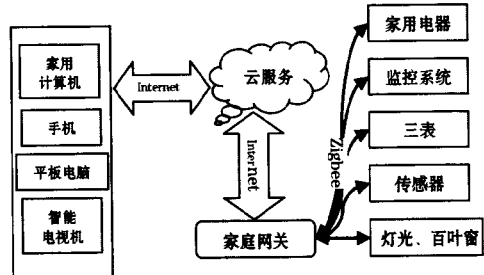 家用
计算机
手机
平板电脑
智能
电视机
Internet
云服务
Internet
家庭网关
Zigbee
家用电器
监控系统
三表
传感器
灯光、百叶窗